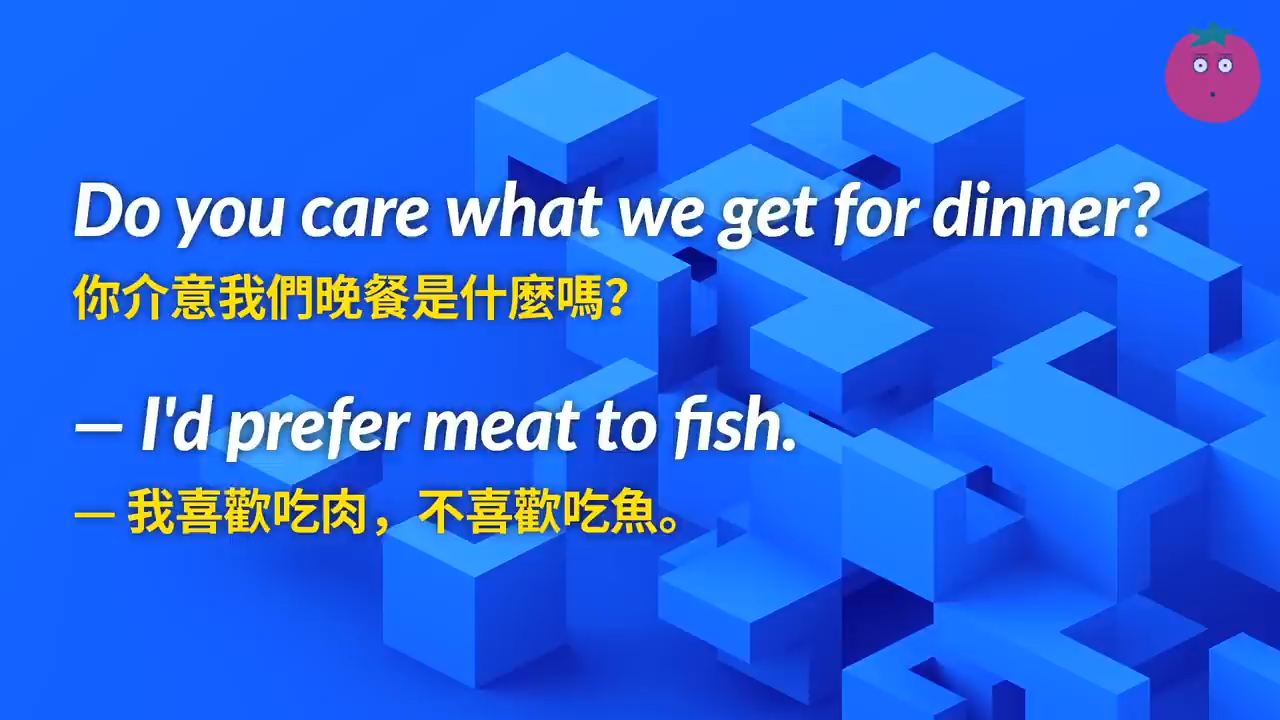 Do you care what we get for dinner?
你介意我們晚餐是什麼嗎?
— I'd prefer meat to fish.
— 我喜歡吃肉，不喜歡吃魚。